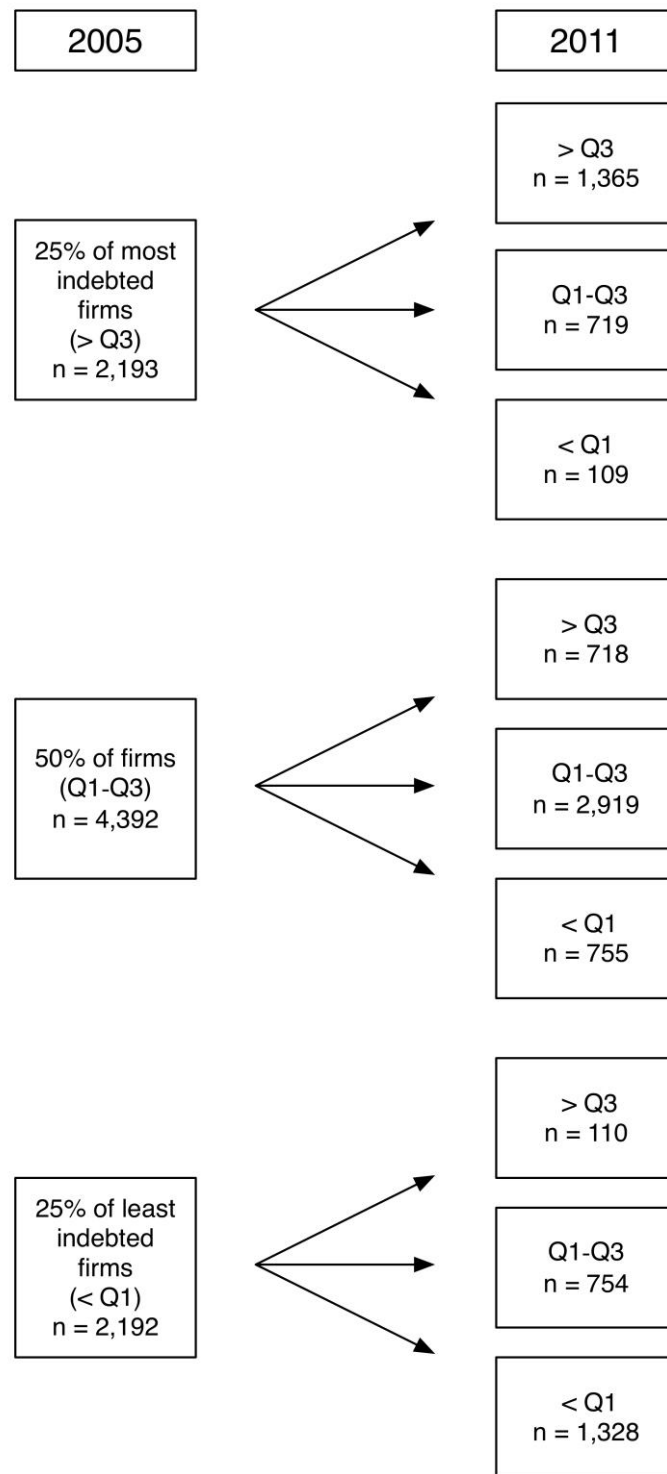 2005
2011
25% of most
indebted
firms
(> Q3)
n = 2,193
> Q3
n = 1,365
Q1-Q3
n = 719
< Q1
n = 109
50% of firms
(Q1-Q3)
n = 4,392
> Q3
n = 718
Q1-Q3
n = 2,919
< Q1
n = 755
25% of least
indebted
firms
(< Q1)
n = 2,192
> Q3
n = 110
Q1-Q3
n = 754
< Q1
n = 1,328